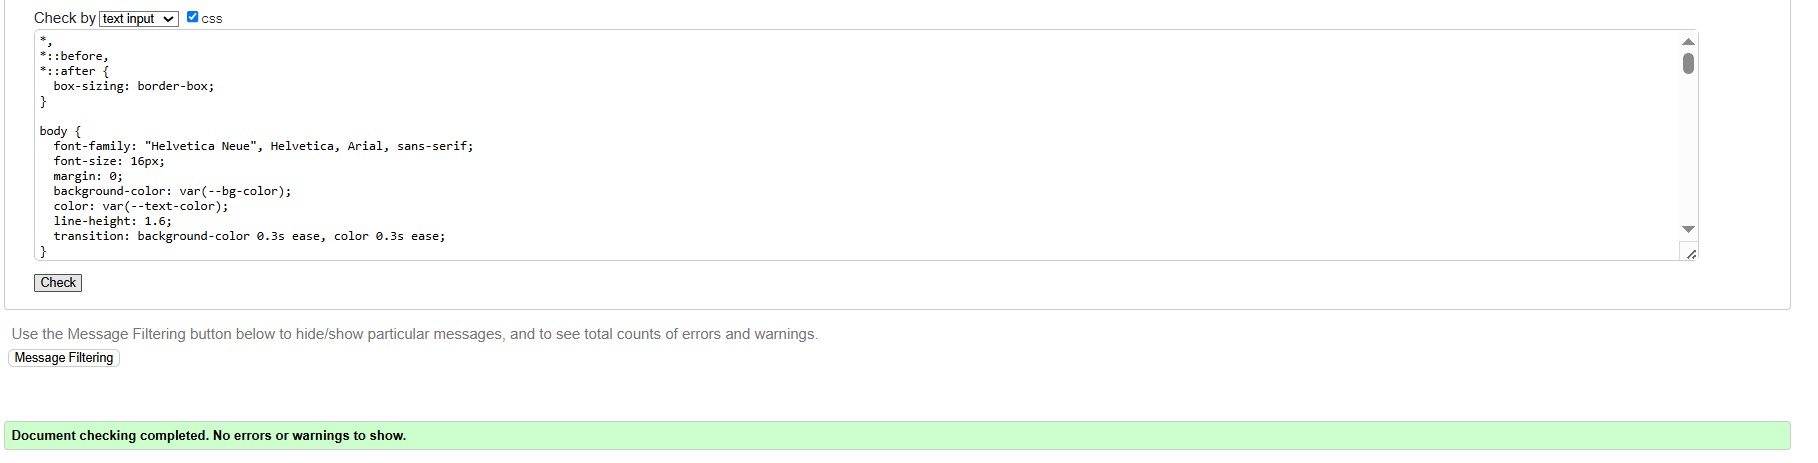 Check by text input css
*,
*::before,
*::after {
  box-sizing: border-box;
}

body {
  font-family: "Helvetica Neue", Helvetica, Arial, sans-serif;
  font-size: 16px;
  margin: 0;
  background-color: var(--bg-color);
  color: var(--text-color);
  line-height: 1.6;
  transition: background-color 0.3s ease, color 0.3s ease;
}
Check
Use the Message Filtering button below to hide/show particular messages, and to see total counts of errors and warnings.
Message Filtering
Document checking completed. No errors or warnings to show.